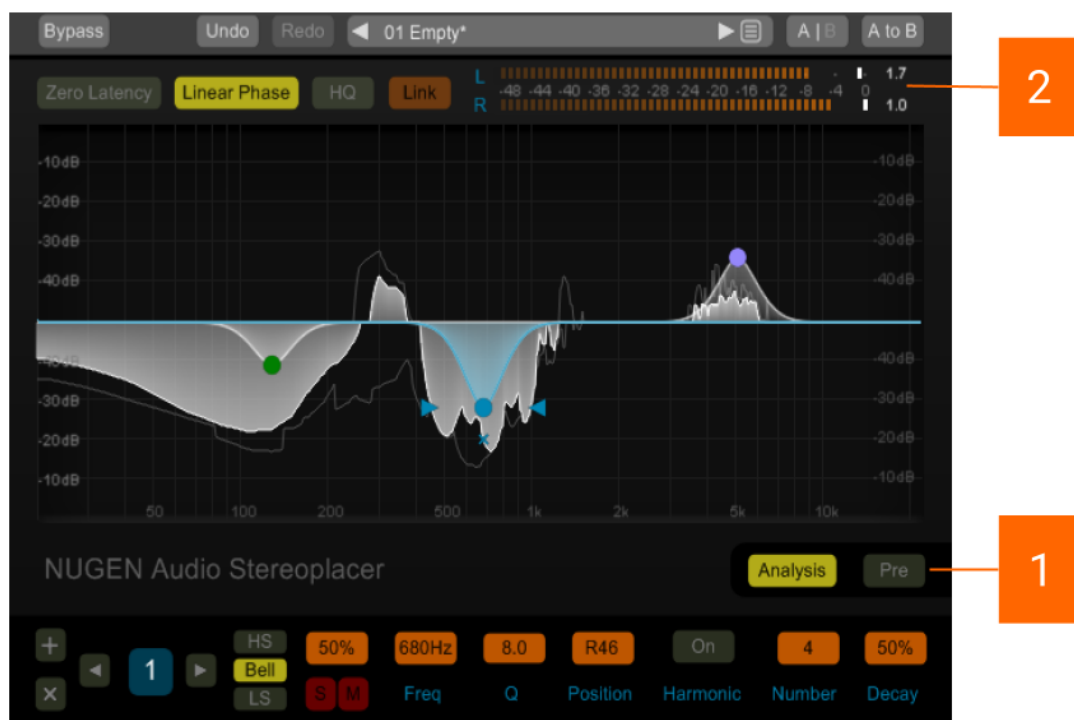 Bypass Undo Redo 01 Empty* A | B A to B
Zero Latency Linear Phase HQ Link
L 1.7
-48 -44 -40 -36 -32 -28 -24 -20 -16 -12 -8 -4 0
R 1.0
2
-10dB -10dB
-20dB -20dB
-30dB -30dB
-40dB -40dB
-40dB -40dB
-30dB -30dB
-20dB -20dB
-10dB -10dB
50 100 200 500 1k 2k 5k 10k
NUGEN Audio Stereoplacer Analysis Pre
1
+ 1 HS 50% 680Hz 8.0 R46 On 4 50%
Bell
× LS S M Freq Q Position Harmonic Number Decay